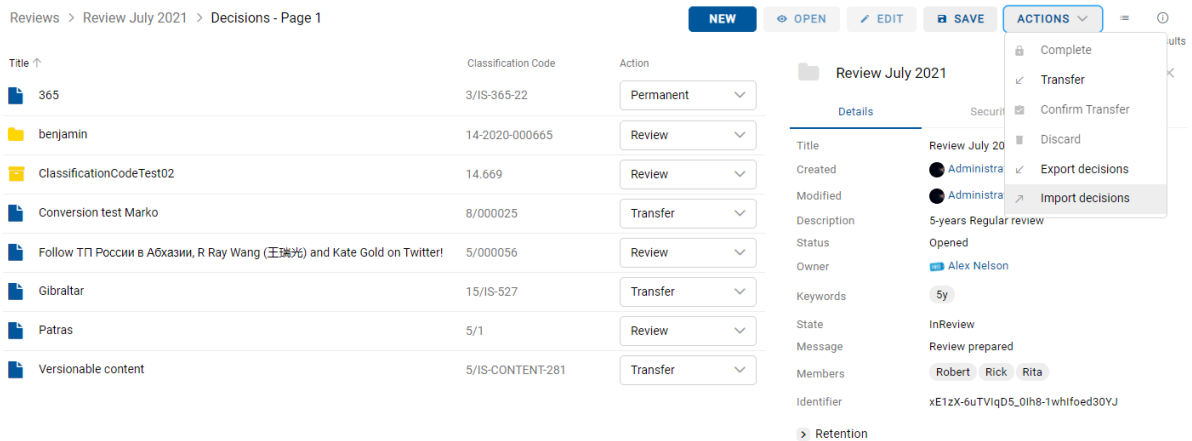 Reviews > Review July 2021 > Decisions - Page 1
NEW
OPEN
EDIT
SAVE
ACTIONS
Title ↑
Classification Code
Action
365
3/IS-365-22
Permanent
benjamin
14-2020-000665
Review
ClassificationCodeTest02
14.669
Review
Conversion test Marko
8/000025
Transfer
Follow ТП России в Абхазии, R Ray Wang (王瑞光) and Kate Gold on Twitter!
5/000056
Review
Gibraltar
15/IS-527
Transfer
Patras
5/1
Review
Versionable content
5/IS-CONTENT-281
Transfer
Complete
Transfer
Confirm Transfer
Discard
Export decisions
Import decisions
ults
Review July 2021
Details
Securit
Title
Review July 20
Created
Administra
Modified
Administra
Description
5-years Regular review
Status
Opened
Owner
Alex Nelson
Keywords
5y
State
InReview
Message
Review prepared
Members
Robert
Rick
Rita
Identifier
xE1zX-6uTVIqD5_0Ih8-1whIfoed30YJ
> Retention